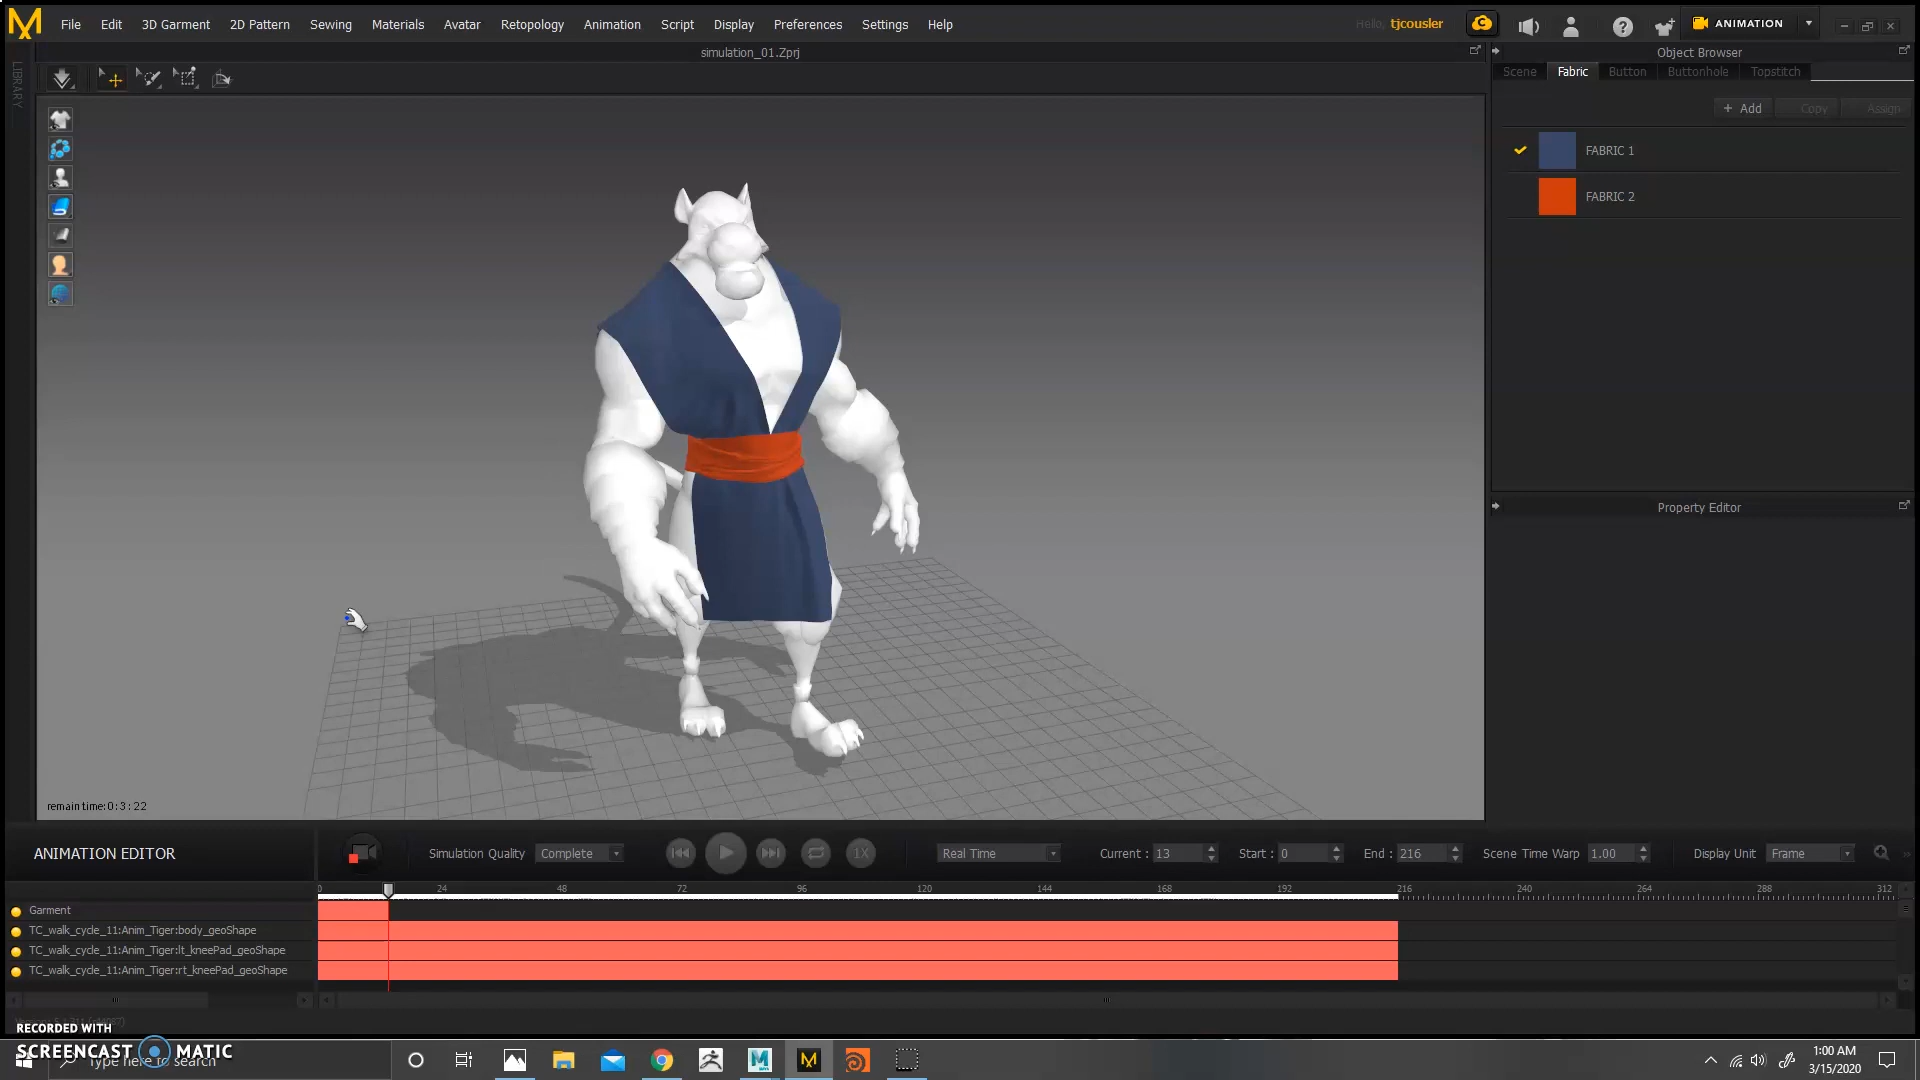 File Edit 3D Garment 2D Pattern Sewing Materials Avatar Retopology Animation Script Display Preferences Settings Help
Hello, tjcousler
ANIMATION
simulation_01.Zprj
Object Browser
LIBRARY
Scene Fabric Button Buttonhole Topstitch
+ Add Copy Assign
FABRIC 1
FABRIC 2
Property Editor
remain time:0:3:22
ANIMATION EDITOR
Simulation Quality Complete
1X
Real Time
Current : 13
Start : 0
End : 216
Scene Time Warp 1.00
Display Unit Frame
0 24 48 72 96 120 144 168 192 216 240 264 288 312
Garment
TC_walk_cycle_11:Anim_Tiger:body_geoShape
TC_walk_cycle_11:Anim_Tiger:lt_kneePad_geoShape
TC_walk_cycle_11:Anim_Tiger:rt_kneePad_geoShape
RECORDED WITH
SCREENCAST MATIC
Type here to search
1:00 AM
3/15/2020